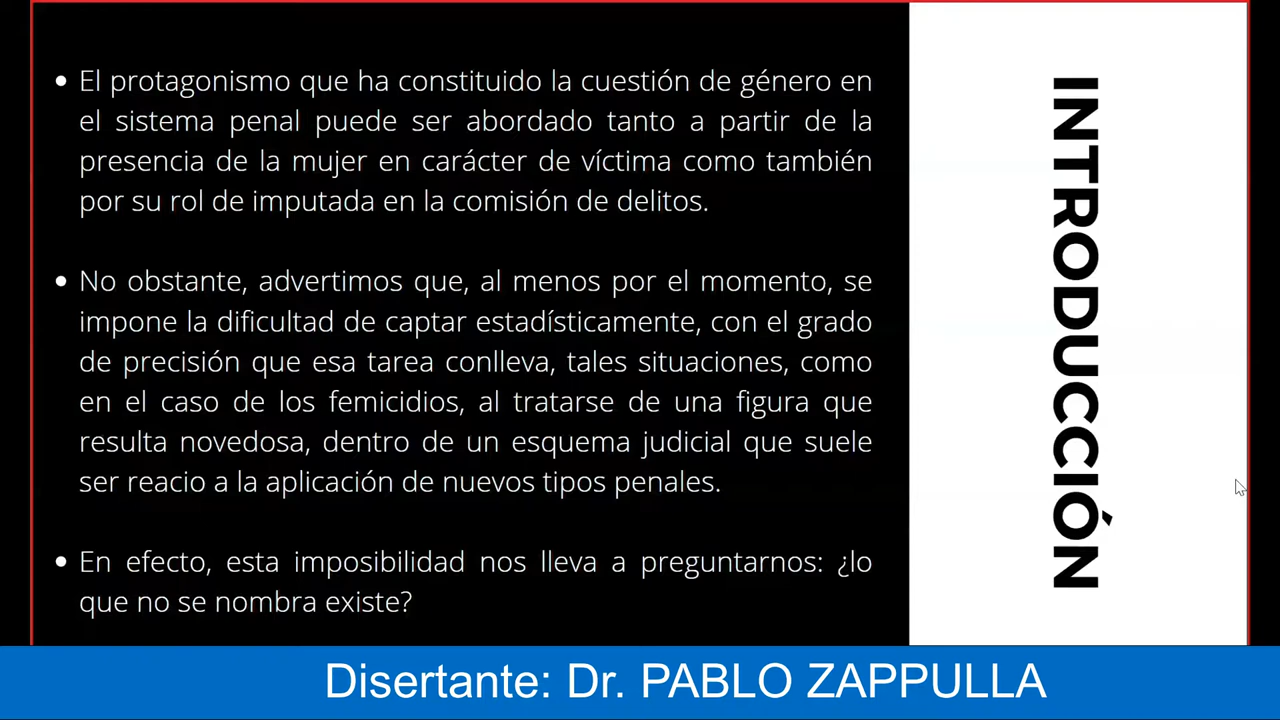 El protagonismo que ha constituido la cuestión de género en
el sistema penal puede ser abordado tanto a partir de la
presencia de la mujer en carácter de víctima como también
por su rol de imputada en la comisión de delitos.
No obstante, advertimos que, al menos por el momento, se
impone la dificultad de captar estadísticamente, con el grado
de precisión que esa tarea conlleva, tales situaciones, como
en el caso de los femicidios, al tratarse de una figura que
resulta novedosa, dentro de un esquema judicial que suele
ser reacio a la aplicación de nuevos tipos penales.
En efecto, esta imposibilidad nos lleva a preguntarnos: ¿lo
que no se nombra existe?
INTRODUCCIÓN
Disertante: Dr. PABLO ZAPPULLA